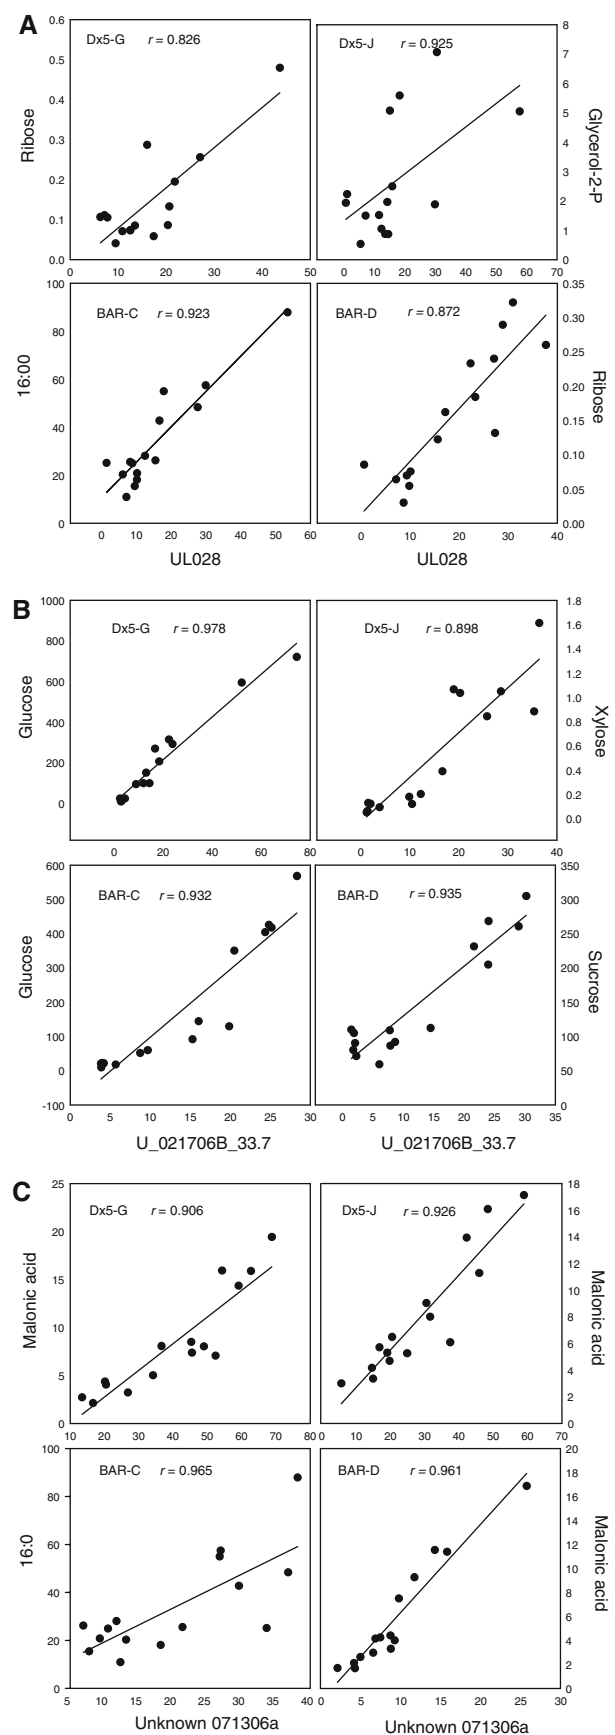 A
Dx5-G r = 0.826
0.6
0.5
0.4
0.3
0.2
0.1
0.0
Ribose
0 10 20 30 40 50 60
Dx5-J r = 0.925
8
7
6
5
4
3
2
1
0
Glycerol-2-P
0 10 20 30 40 50 60 70
BAR-C r = 0.923
100
80
60
40
20
0
16:00
0 10 20 30 40 50 60
UL028
BAR-D r = 0.872
0.35
0.30
0.25
0.20
0.15
0.10
0.05
0.00
Ribose
0 10 20 30 40
UL028
B
Dx5-G r = 0.978
1000
800
600
400
200
0
Glucose
0 20 40 60 80
Dx5-J r = 0.898
1.8
1.6
1.4
1.2
1.0
0.8
0.6
0.4
0.2
0.0
Xylose
0 10 20 30 40
BAR-C r = 0.932
600
500
400
300
200
100
0
-100
Glucose
0 5 10 15 20 25 30
U_021706B_33.7
BAR-D r = 0.935
350
300
250
200
150
100
50
0
Sucrose
0 5 10 15 20 25 30 35
U_021706B_33.7
C
Dx5-G r = 0.906
25
20
15
10
5
0
Malonic acid
10 20 30 40 50 60 70 80
Dx5-J r = 0.926
18
16
14
12
10
8
6
4
2
0
Malonic acid
0 10 20 30 40 50 60 70
BAR-C r = 0.965
100
80
60
40
20
0
16:0
5 10 15 20 25 30 35 40
Unknown 071306a
BAR-D r = 0.961
20
18
16
14
12
10
8
6
4
2
0
Malonic acid
0 5 10 15 20 25 30
Unknown 071306a